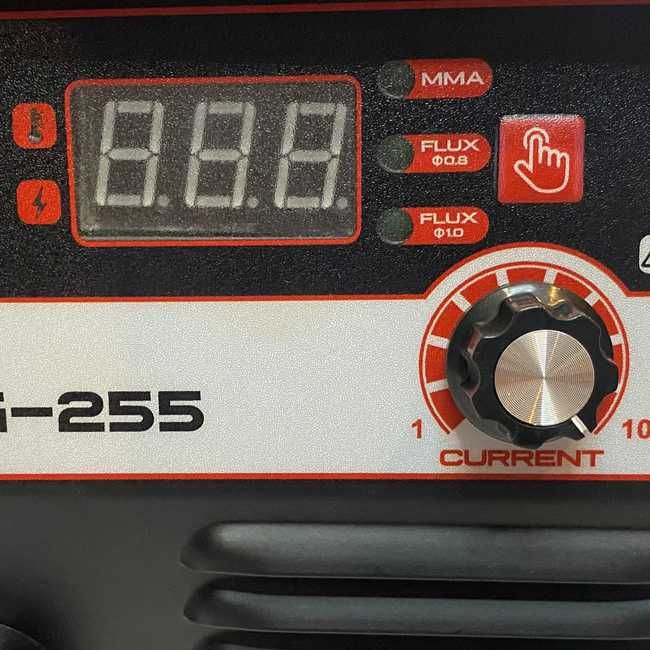 MMA
FLUX
Φ0.8
FLUX
Φ1.0
G-255
1
10
CURRENT